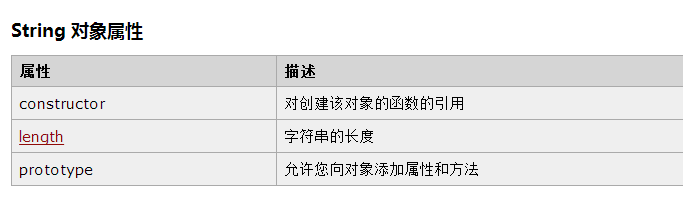 String 对象属性
属性 描述
constructor 对创建该对象的函数的引用
length 字符串的长度
prototype 允许您向对象添加属性和方法